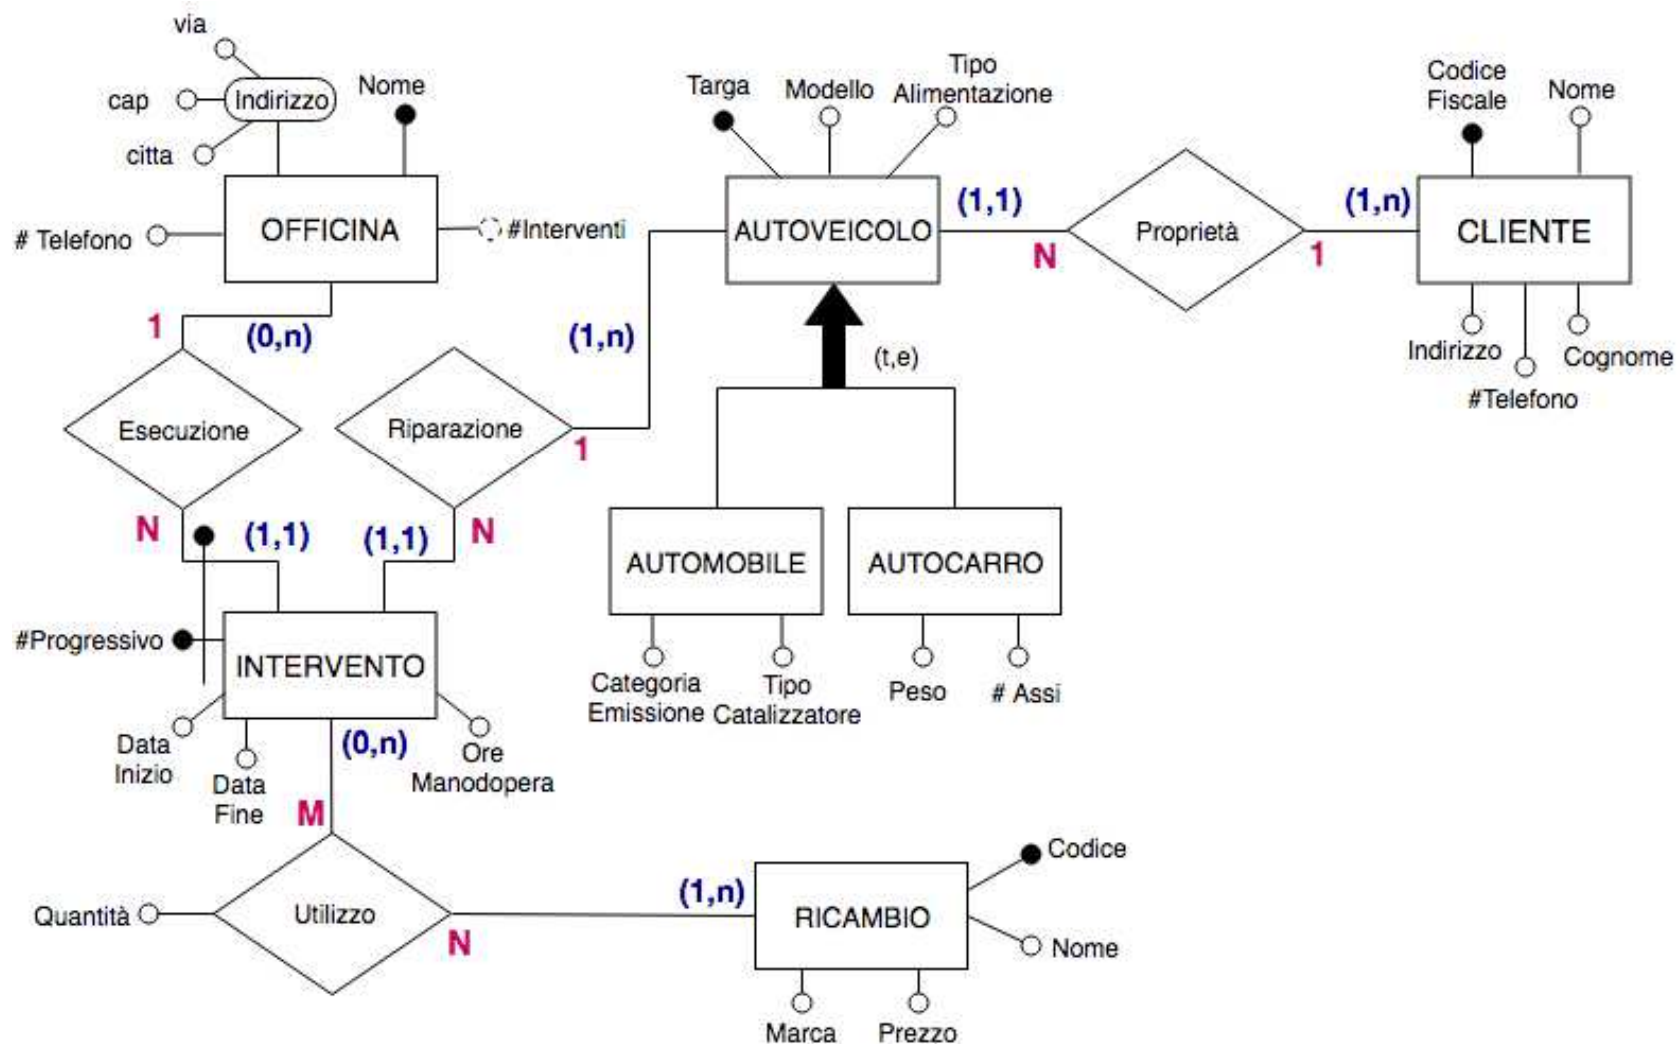 via
cap
Indirizzo
citta
Nome
# Telefono
OFFICINA
#Interventi
Targa
Modello
Tipo
Alimentazione
AUTOVEICOLO
(1,1)
N
Proprietà
1
(1,n)
Codice
Fiscale
Nome
CLIENTE
Indirizzo
#Telefono
Cognome
1
(0,n)
Esecuzione
N
(1,1)
Riparazione
1
(1,n)
(1,1)
N
(t,e)
AUTOMOBILE
AUTOCARRO
Categoria
Emissione
Tipo
Catalizzatore
Peso
# Assi
#Progressivo
INTERVENTO
Data
Inizio
Data
Fine
Ore
Manodopera
(0,n)
M
Quantità
Utilizzo
N
(1,n)
RICAMBIO
Codice
Nome
Marca
Prezzo